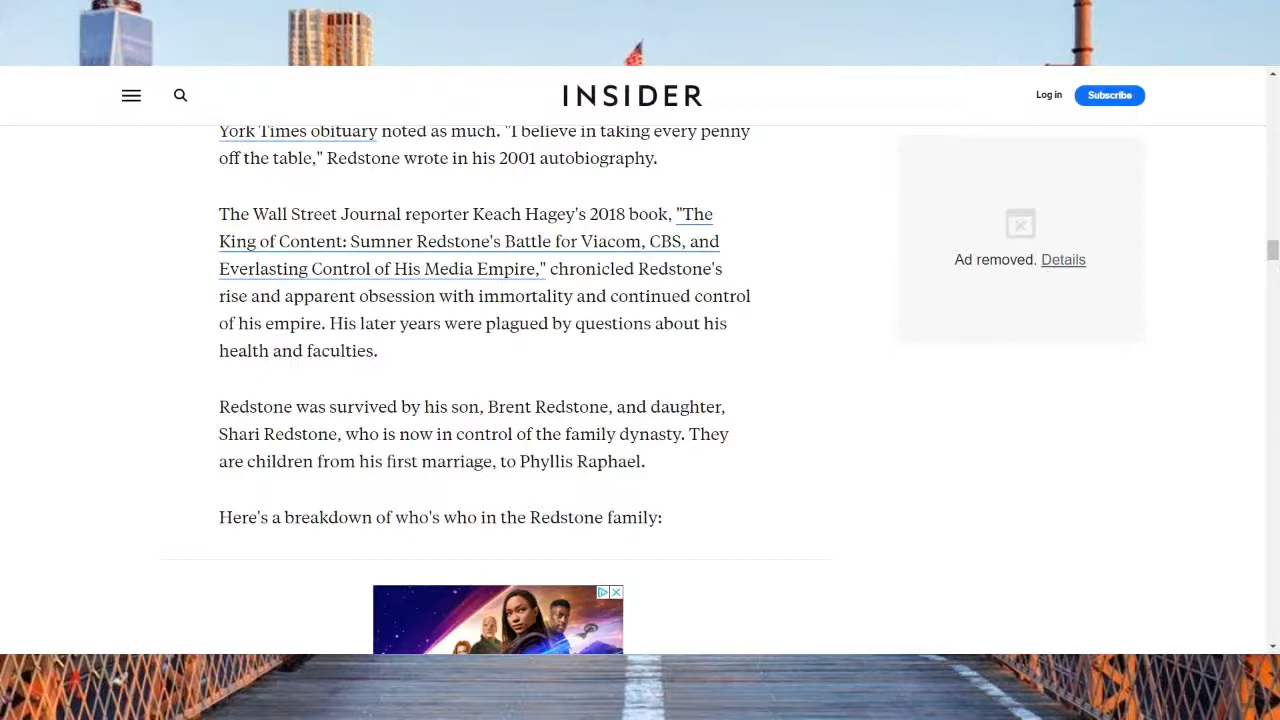 INSIDER
Log in
Subscribe
York Times obituary noted as much. "I believe in taking every penny
off the table," Redstone wrote in his 2001 autobiography.
The Wall Street Journal reporter Keach Hagey's 2018 book, "The
King of Content: Sumner Redstone's Battle for Viacom, CBS, and
Everlasting Control of His Media Empire," chronicled Redstone's
rise and apparent obsession with immortality and continued control
of his empire. His later years were plagued by questions about his
health and faculties.
Redstone was survived by his son, Brent Redstone, and daughter,
Shari Redstone, who is now in control of the family dynasty. They
are children from his first marriage, to Phyllis Raphael.
Here's a breakdown of who's who in the Redstone family:
Ad removed. Details